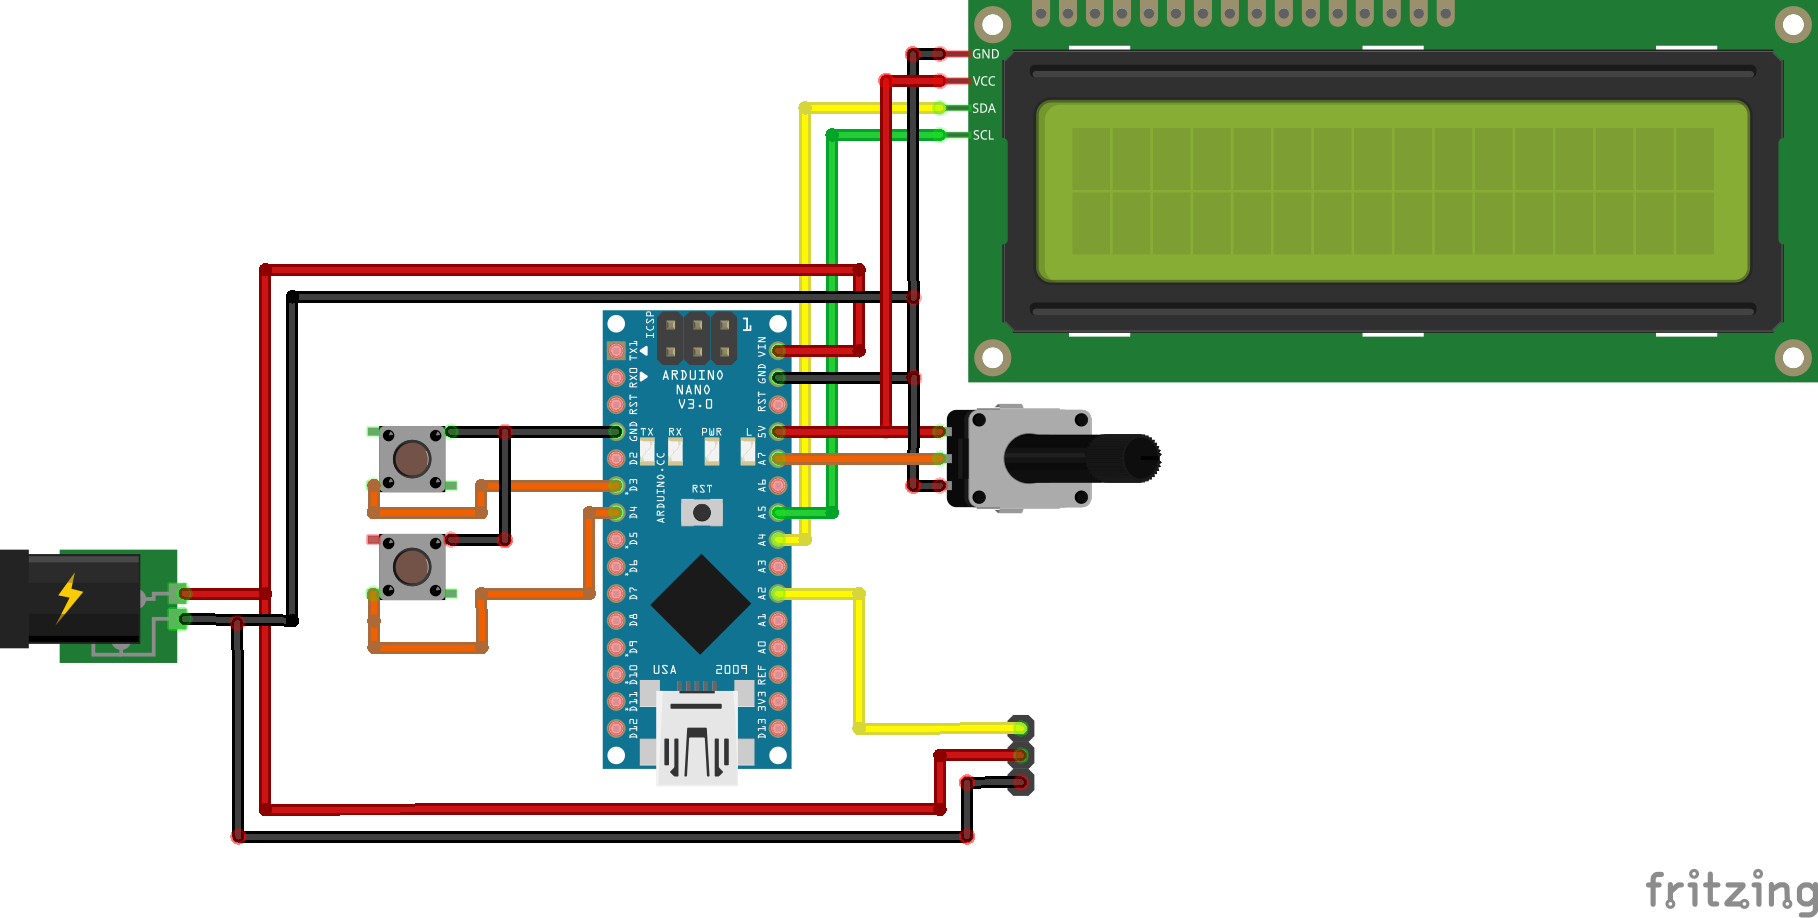 GND
VCC
SDA
SCL
ICSP
1
ARDUINO
NANO
V3.0
TX1
RX0
RST
GND
D2
D3
D4
D5
D6
D7
D8
D9
D10
D11
D12
VIN
GND
RST
5V
A7
A6
A5
A4
A3
A2
A1
A0
REF
3V3
D13
TX RX PWR L
ARDUINO.CC
RST
USA 2009
fritzing